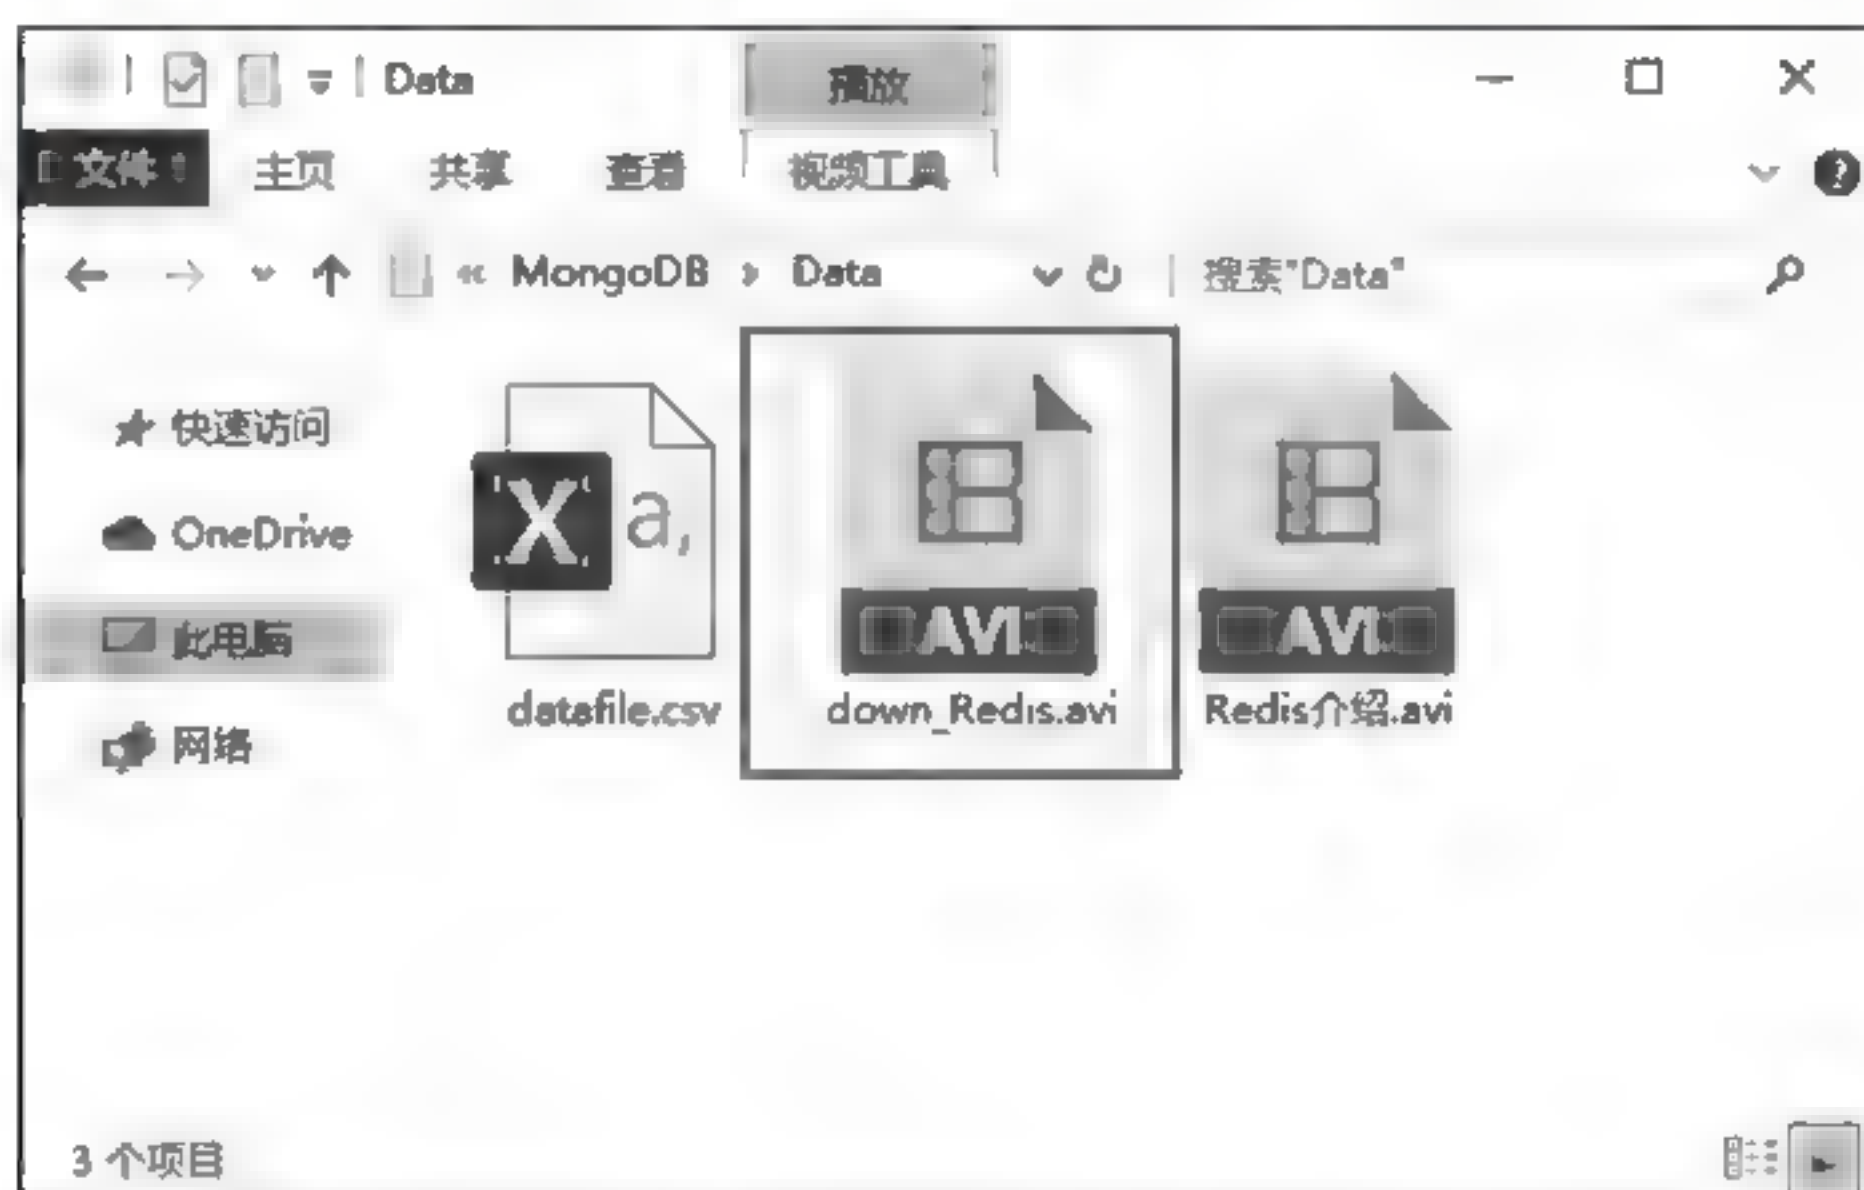 Data
播放
文件 主页 共享 查看 视频工具
MongoDB Data 搜索"Data"
快速访问
OneDrive
此电脑
网络
X a,
AVI AVI
datafile.csv down_Redis.avi Redis介绍.avi
3 个项目